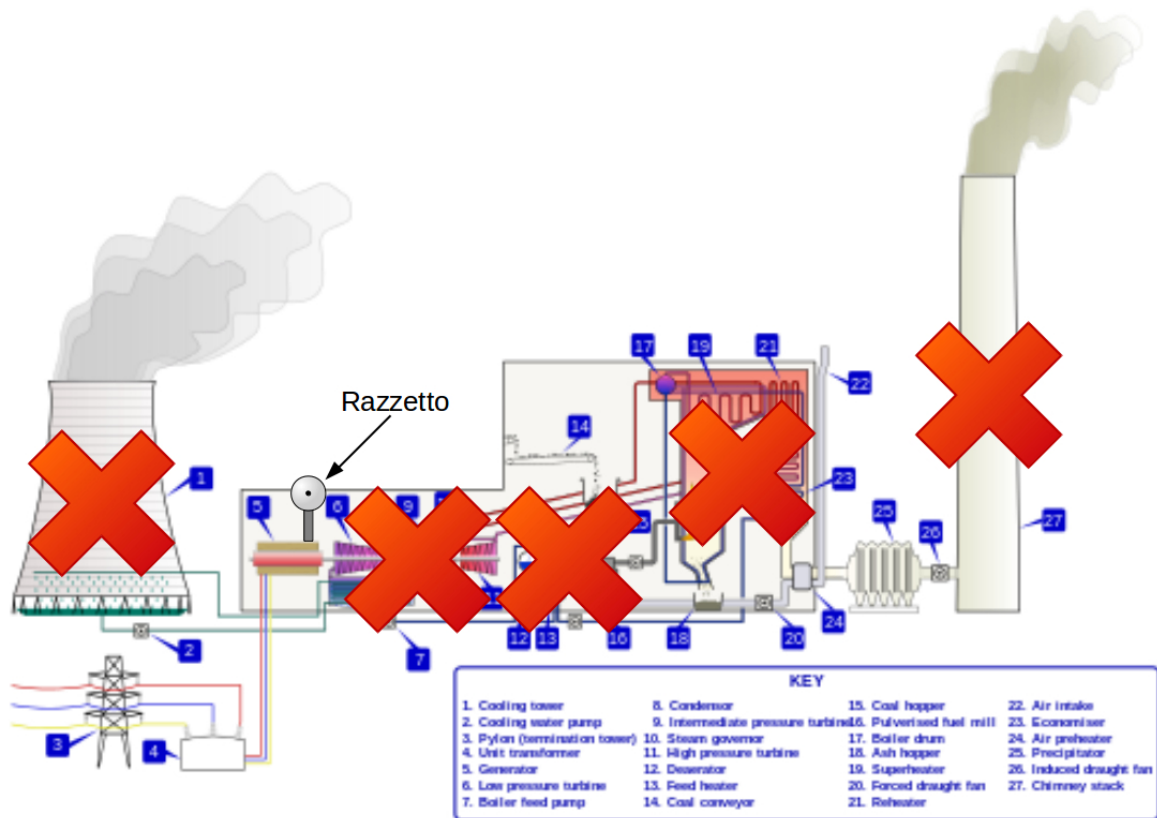 17
19
21
22
Razzetto
14
1
5
6
9
23
25
26
27
12
13
16
18
20
24
2
7
3
4
KEY
1. Cooling tower
2. Cooling water pump
3. Pylon (termination tower)
4. Unit transformer
5. Generator
6. Low pressure turbine
7. Boiler feed pump
8. Condensor
9. Intermediate pressure turbine
10. Steam governor
11. High pressure turbine
12. Deaerator
13. Feed heater
14. Coal conveyor
15. Coal hopper
16. Pulverised fuel mill
17. Boiler drum
18. Ash hopper
19. Superheater
20. Forced draught fan
21. Reheater
22. Air intake
23. Economiser
24. Air preheater
25. Precipitator
26. Induced draught fan
27. Chimney stack